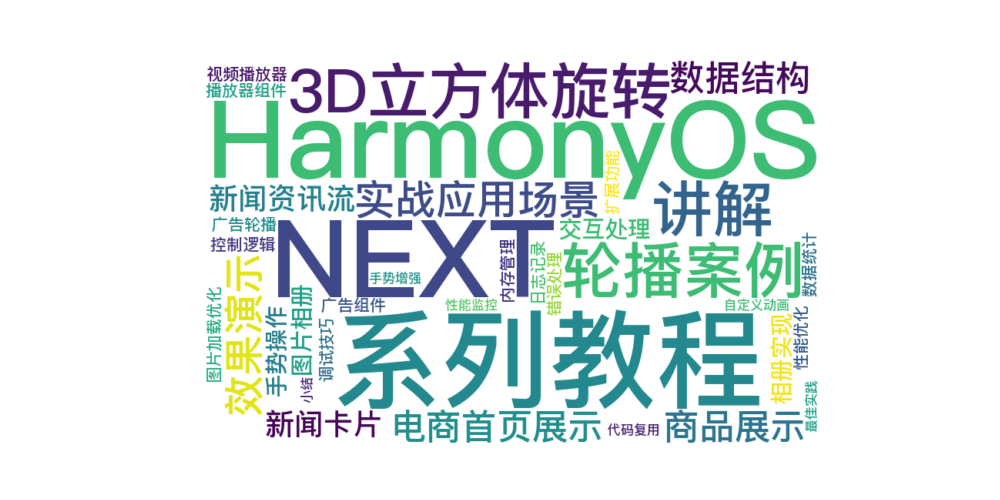 视频播放器
播放器组件
3D立方体旋转
数据结构
HarmonyOS
新闻资讯流
实战应用场景
扩展功能
讲解
广告轮播
控制逻辑
NEXT
手势增强
内存管理
日志记录
错误处理
交互处理
轮播案例
数据统计
图片加载优化
效果演示
手势操作
图片相册
小结
调试技巧
广告组件
性能监控
自定义动画
系列教程
相册实现
性能优化
最佳实践
新闻卡片
电商首页展示
代码复用
商品展示